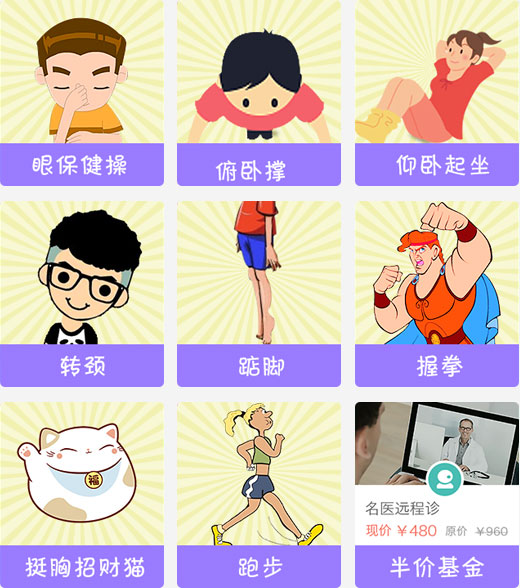 眼保健操
俯卧撑
仰卧起坐
转颈
踮脚
握拳
福
名医远程诊
现价 ￥480 原价 ￥960
挺胸招财猫
跑步
半价基金